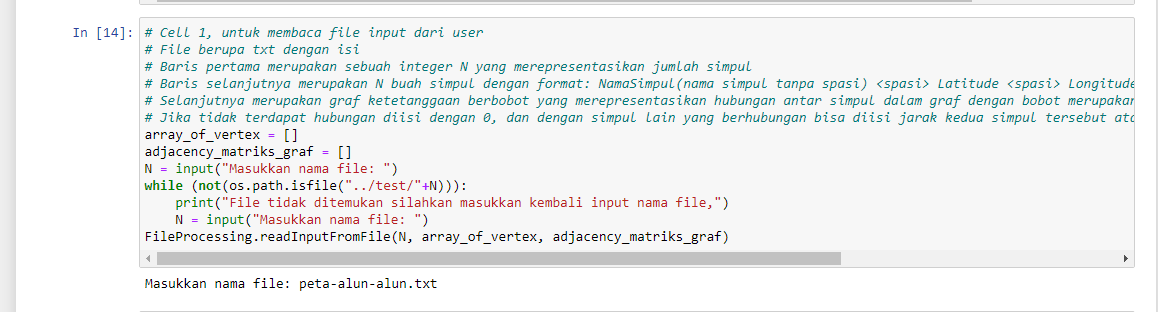 In [14]:
# Cell 1, untuk membaca file input dari user
# File berupa txt dengan isi
# Baris pertama merupakan sebuah integer N yang merepresentasikan jumlah simpul
# Baris selanjutnya merupakan N buah simpul dengan format: NamaSimpul(nama simpul tanpa spasi) <spasi> Latitude <spasi> Longitude
# Selanjutnya merupakan graf ketetanggaan berbobot yang merepresentasikan hubungan antar simpul dalam graf dengan bobot merupakan
# Jika tidak terdapat hubungan diisi dengan 0, dan dengan simpul lain yang berhubungan bisa diisi jarak kedua simpul tersebut
array_of_vertex = []
adjacency_matriks_graf = []
N = input("Masukkan nama file: ")
while (not(os.path.isfile("../test/"+N))):
    print("File tidak ditemukan silahkan masukkan kembali input nama file,")
    N = input("Masukkan nama file: ")
FileProcessing.readInputFromFile(N, array_of_vertex, adjacency_matriks_graf)
Masukkan nama file: peta-alun-alun.txt